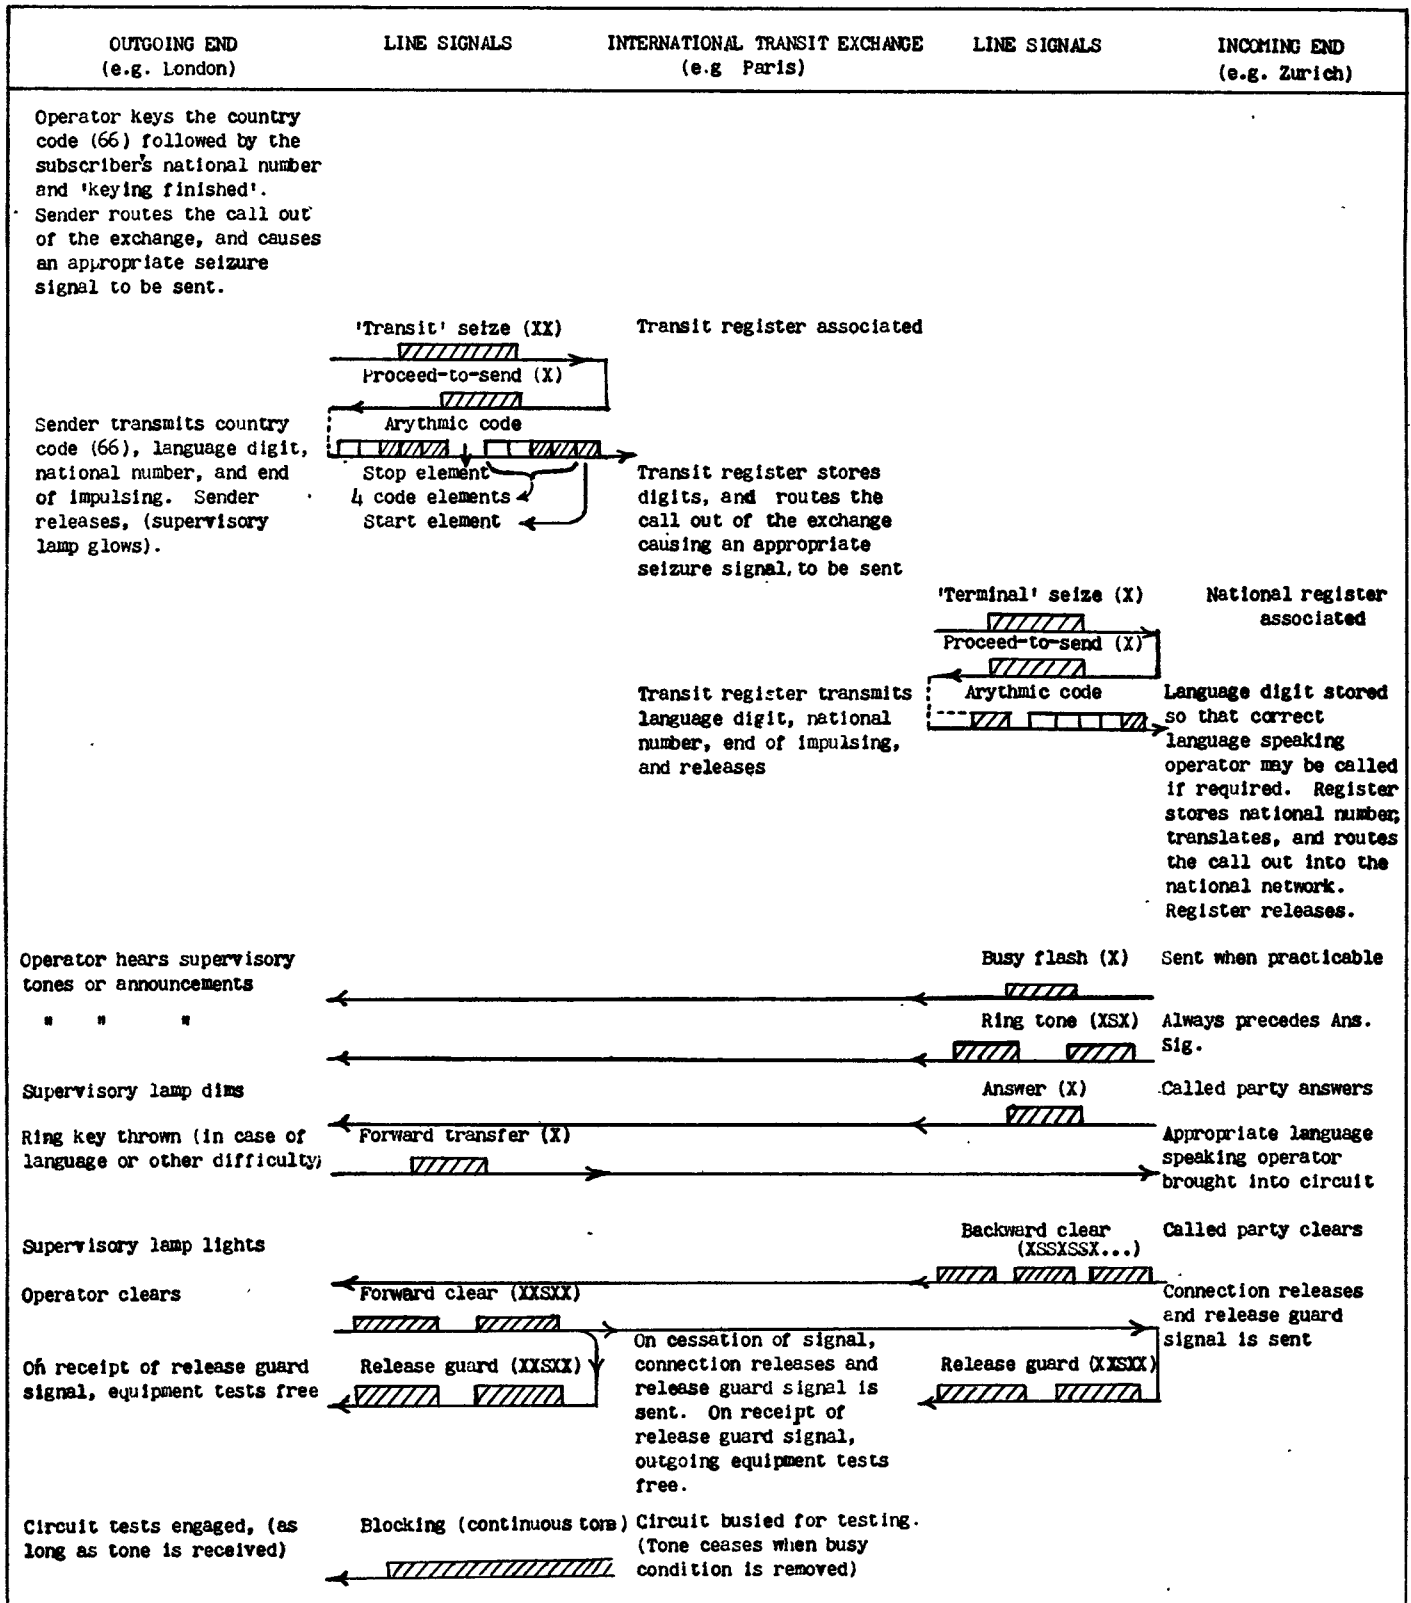 OUTGOING END
(e.g. London)
LINE SIGNALS
INTERNATIONAL TRANSIT EXCHANGE
(e.g Paris)
LINE SIGNALS
INCOMING END
(e.g. Zurich)
Operator keys the country
code (66) followed by the
subscriber's national number
and 'keying finished'.
Sender routes the call out
of the exchange, and causes
an appropriate seizure
signal to be sent.
'Transit' seize (XX)
Transit register associated
Proceed-to-send (X)
Sender transmits country
code (66), language digit,
national number, and end
of impulsing. Sender
releases, (supervisory
lamp glows).
Arythmic code
Stop element
4 code elements
Start element
Transit register stores
digits, and routes the
call out of the exchange
causing an appropriate
seizure signal, to be sent
'Terminal' seize (X)
National register
associated
Proceed-to-send (X)
Transit register transmits
language digit, national
number, end of impulsing,
and releases
Arythmic code
Language digit stored
so that correct
language speaking
operator may be called
if required. Register
stores national number,
translates, and routes
the call out into the
national network.
Register releases.
Operator hears supervisory
tones or announcements
Busy flash (X)
Sent when practicable
" " "
Ring tone (XSX)
Always precedes Ans.
Sig.
Supervisory lamp dims
Answer (X)
Called party answers
Ring key thrown (in case of
language or other difficulty)
Forward transfer (X)
Appropriate language
speaking operator
brought into circuit
Supervisory lamp lights
Backward clear
(XSSXSSX...)
Called party clears
Operator clears
Forward clear (XXSXX)
Connection releases
and release guard
signal is sent
On receipt of release guard
signal, equipment tests free
Release guard (XXSXX)
On cessation of signal,
connection releases and
release guard signal is
sent. On receipt of
release guard signal,
outgoing equipment tests
free.
Release guard (XXSXX)
Circuit tests engaged, (as
long as tone is received)
Blocking (continuous tone)
Circuit busied for testing.
(Tone ceases when busy
condition is removed)